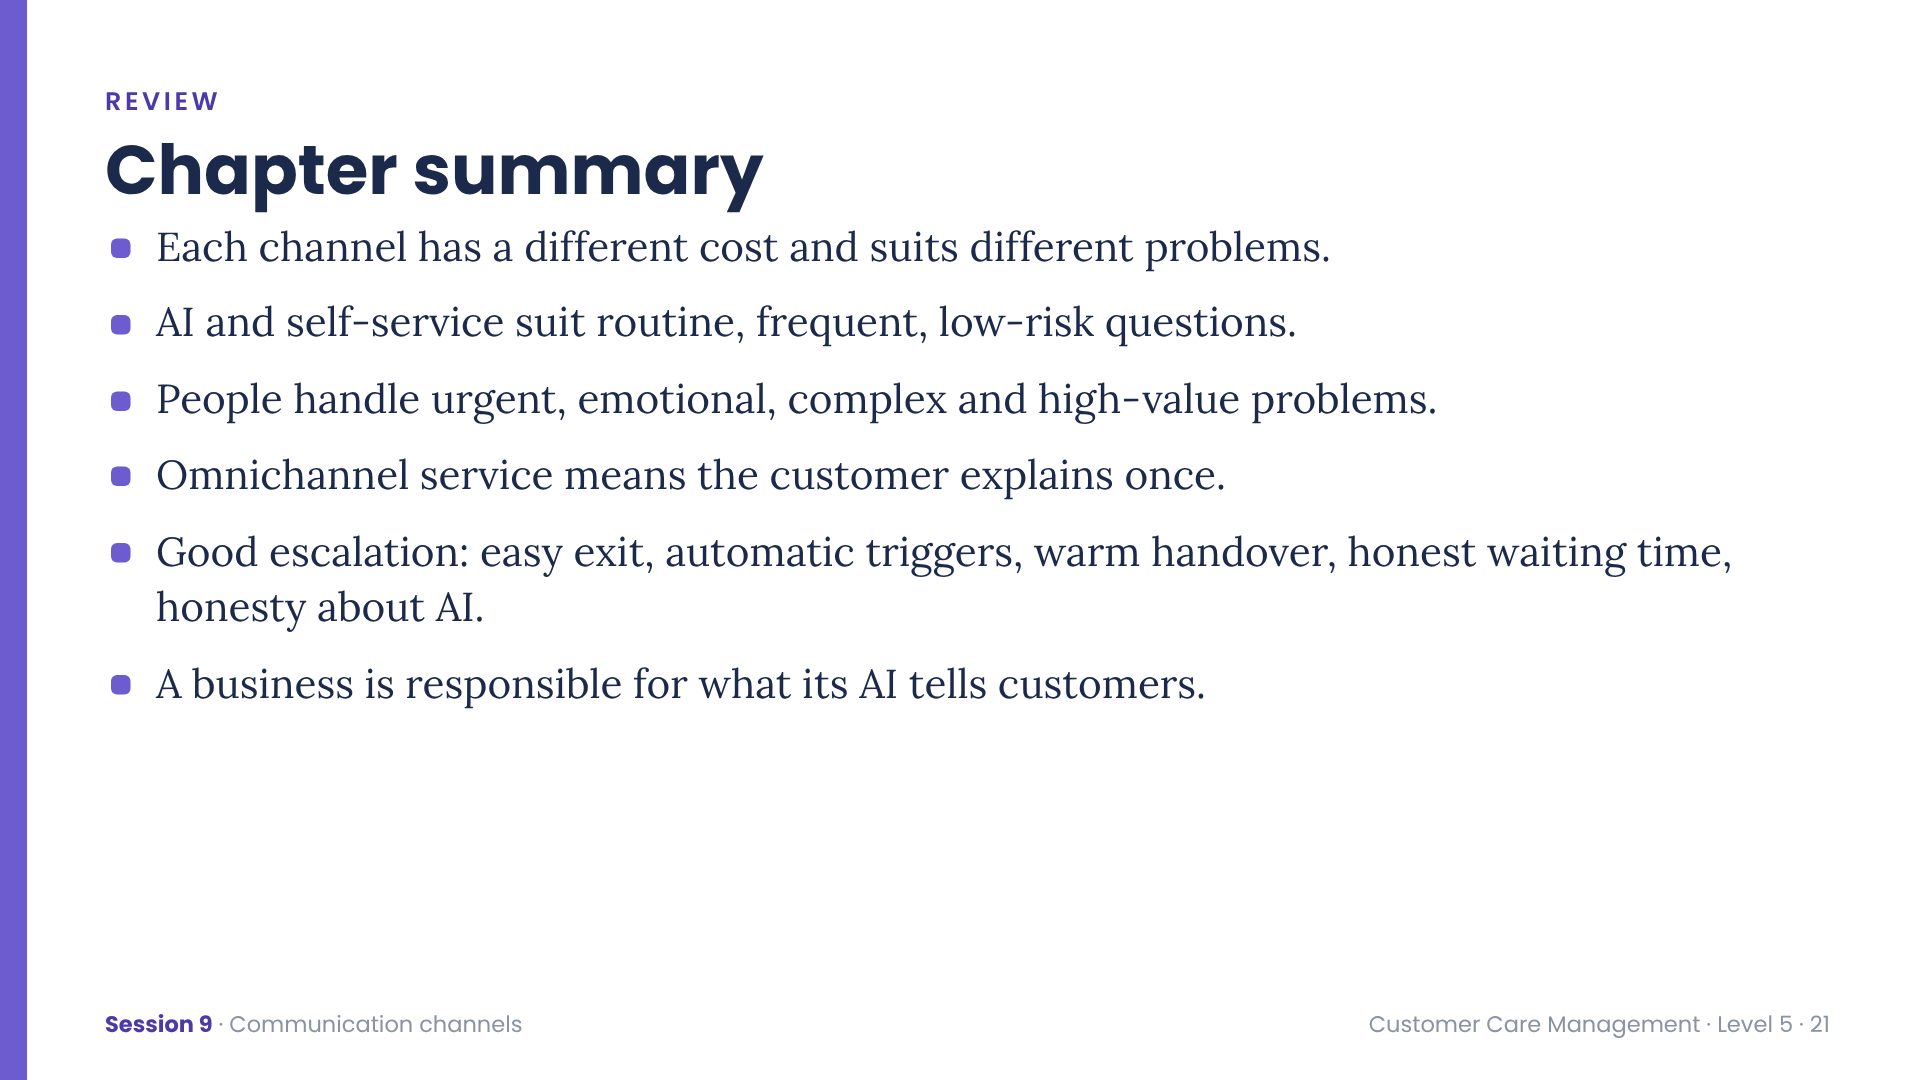 REVIEW
Chapter summary
Each channel has a different cost and suits different problems.
AI and self-service suit routine, frequent, low-risk questions.
People handle urgent, emotional, complex and high-value problems.
Omnichannel service means the customer explains once.
Good escalation: easy exit, automatic triggers, warm handover, honest waiting time,
honesty about AI.
A business is responsible for what its AI tells customers.
Session 9 · Communication channels
Customer Care Management · Level 5 · 21